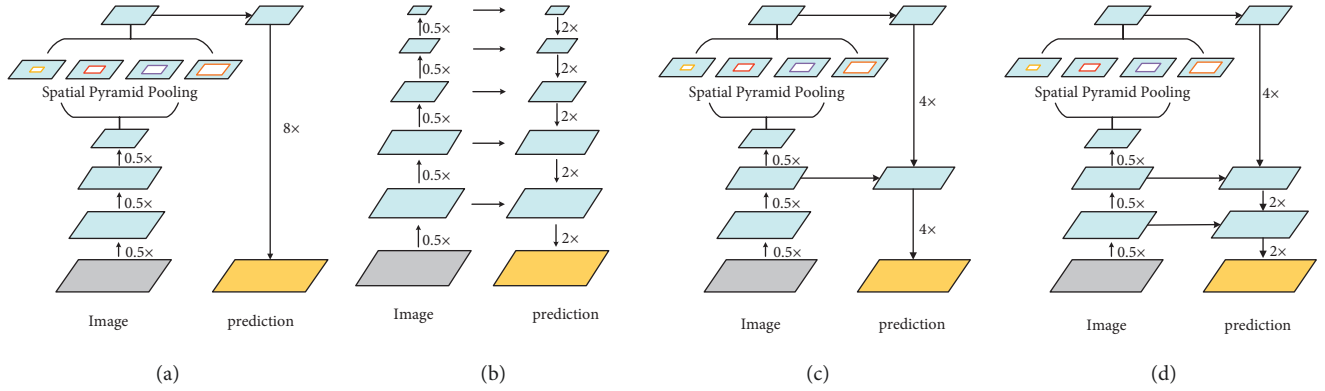 Spatial Pyramid Pooling
0.5×
0.5×
0.5×
8×
Image
prediction
(a)
0.5×
0.5×
0.5×
0.5×
0.5×
2×
2×
2×
2×
2×
Image
prediction
(b)
Spatial Pyramid Pooling
0.5×
0.5×
0.5×
4×
4×
Image
prediction
(c)
Spatial Pyramid Pooling
0.5×
0.5×
0.5×
4×
2×
2×
Image
prediction
(d)